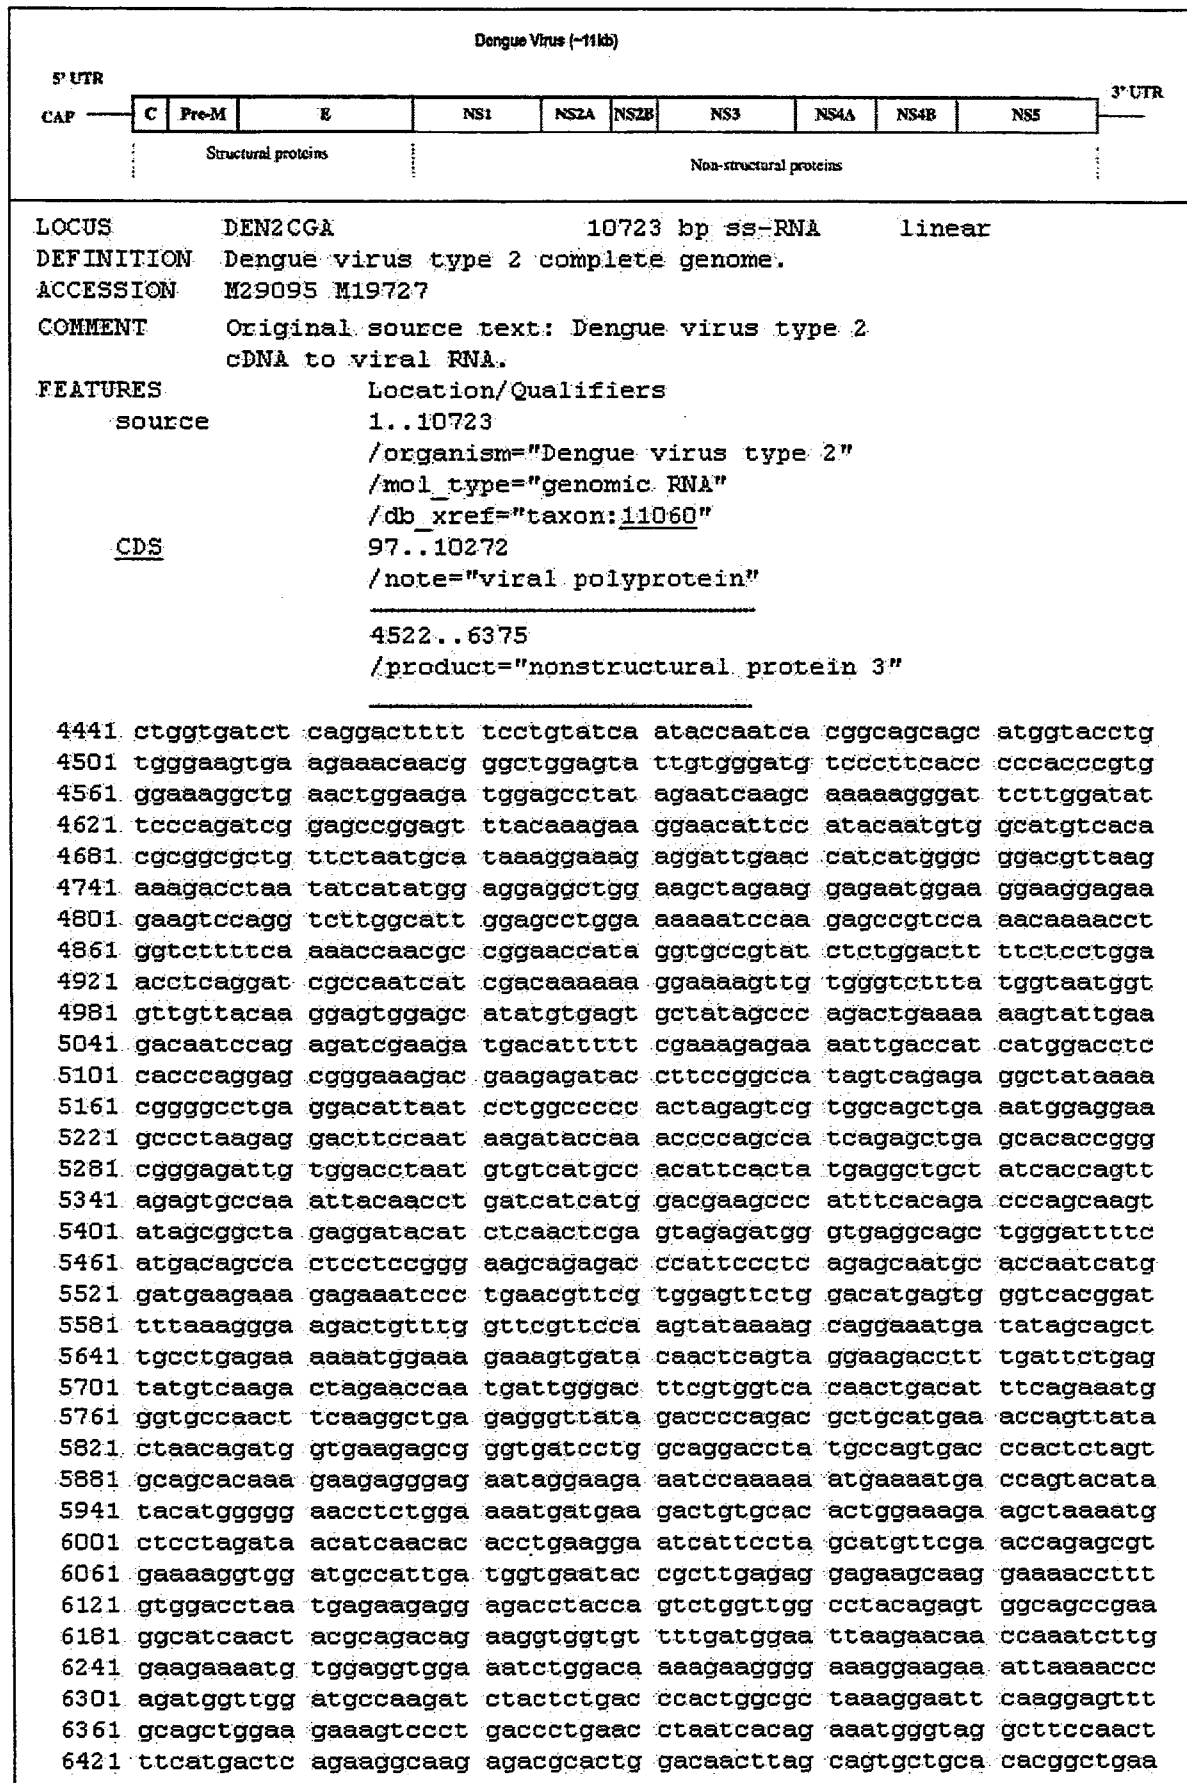 Dengue Virus (~11kb)
5' UTR
3' UTR
CAP C Pre-M E NS1 NS2A NS2B NS3 NS4A NS4B NS5
Structural proteins
Non-structural proteins
LOCUS DEN2CGA 10723 bp ss-RNA linear
DEFINITION Dengue virus type 2 complete genome.
ACCESSION M29095 M19727
COMMENT Original source text: Dengue virus type 2
cDNA to viral RNA.
FEATURES Location/Qualifiers
source 1..10723
/organism="Dengue virus type 2"
/mol_type="genomic RNA"
/db_xref="taxon:11060"
CDS 97..10272
/note="viral polyprotein"
4522..6375
/product="nonstructural protein 3"
4441 ctggtgatct caggactttt tcctgtatca ataccaatca cggcagcagc atggtacctg
4501 tgggaagtga agaaacaacg ggctggagta ttgtgggatg tcccttcacc cccacccgtg
4561 ggaaaggctg aactggaaga tggagcctat agaatcaagc aaaaagggat tcttggatat
4621 tcccagatcg gagccggagt ttacaaagaa ggaacattcc atacaatgtg gcatgtcaca
4681 cgcggcgctg ttctaatgca taaaggaaag aggattgaac catcatgggc ggacgttaag
4741 aaagacctaa tatcatatgg aggaggctgg aagctagaag gagaatggaa ggaaggagaa
4801 gaagtccagg tcttggcatt ggagcctgga aaaaatccaa gagccgtcca aacaaaacct
4861 ggtcttttca aaaccaacgc cggaaccata ggtgccgtat ctctggactt ttctcctgga
4921 acctcaggat cgccaatcat cgacaaaaaa ggaaaagttg tgggtcttta tggtaatggt
4981 gttgttacaa ggagtggagc atatgtgagt gctatagccc agactgaaaa aagtattgaa
5041 gacaatccag agatcgaaga tgacattttt cgaaagagaa aattgaccat catggacctc
5101 cacccaggag cgggaaagac gaagagatac cttccggcca tagtcagaga ggctataaaa
5161 cggggcctga ggacattaat cctggccccc actagagtcg tggcagctga aatggaggaa
5221 gccctaagag gacttccaat aagataccaa accccagcca tcagagctga gcacaccggg
5281 cgggagattg tggacctaat gtgtcatgcc acattcacta tgaggctgct atcaccagtt
5341 agagtgccaa attacaacct gatcatcatg gacgaagccc atttcacaga cccagcaagt
5401 atagcggcta gaggatacat ctcaactcga gtagagatgg gtgaggcagc tgggattttc
5461 atgacagcca ctcctccggg aagcagagac ccattccctc agagcaatgc accaatcatg
5521 gatgaagaaa gagaaatccc tgaacgttcg tggagttctg gacatgagtg ggtcacggat
5581 tttaaaggga agactgtttg gttcgttcca agtataaaag caggaaatga tatagcagct
5641 tgcctgagaa aaaatggaaa gaaagtgata caactcagta ggaagacctt tgattctgag
5701 tatgtcaaga ctagaaccaa tgattgggac ttcgtggtca caactgacat ttcagaaatg
5761 ggtgccaact tcaaggctga gagggttata gaccccagac gctgcatgaa accagttata
5821 ctaacagatg gtgaagagcg ggtgatcctg gcaggaccta tgccagtgac ccactctagt
5881 gcagcacaaa gaagagggag aataggaaga aatccaaaaa atgaaaatga ccagtacata
5941 tacatggggg aacctctgga aaatgatgaa gactgtgcac actggaaaga agctaaaatg
6001 ctcctagata acatcaacac acctgaagga atcattccta gcatgttcga accagagcgt
6061 gaaaaggtgg atgccattga tggtgaatac cgcttgagag gagaagcaag gaaaaccttt
6121 gtggacctaa tgagaagagg agacctacca gtctggttgg cctacagagt ggcagccgaa
6181 ggcatcaact acgcagacag aaggtggtgt tttgatggaa ttaagaacaa ccaaatcttg
6241 gaagaaaatg tggaggtgga aatctggaca aaagaagggg aaaggaagaa attaaaaccc
6301 agatggttgg atgccaagat ctactctgac ccactggcgc taaaggaatt caaggagttt
6361 gcagctggaa gaaagtccct gaccctgaac ctaatcacag aaatgggtag gcttccaact
6421 ttcatgactc agaaggcaag agacgcactg gacaacttag cagtgctgca cacggctgaa